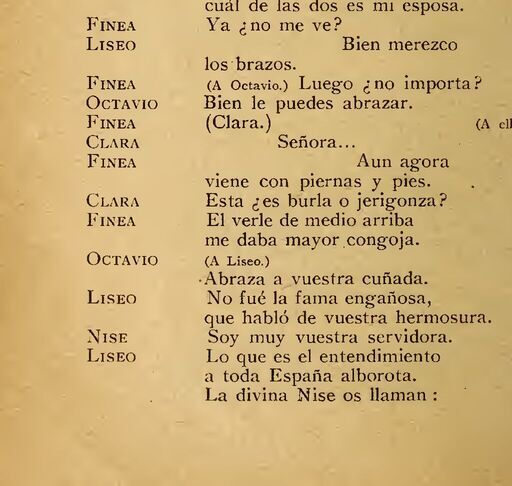 cuál de las dos es mi esposa.
FINEA Ya ¿no me ve?
LISEO Bien merezco
los brazos.
FINEA (A Octavio.) Luego ¿no importa?
OCTAVIO Bien le puedes abrazar.
FINEA (Clara.) (A ell
CLARA Señora...
FINEA Aun agora
viene con piernas y pies.
CLARA Esta ¿es burla o jerigonza?
FINEA El verle de medio arriba
me daba mayor congoja.
OCTAVIO (A Liseo.)
Abraza a vuestra cuñada.
LISEO No fué la fama engañosa,
que habló de vuestra hermosura.
NISE Soy muy vuestra servidora.
LISEO Lo que es el entendimiento
a toda España alborota.
La divina Nise os llaman :